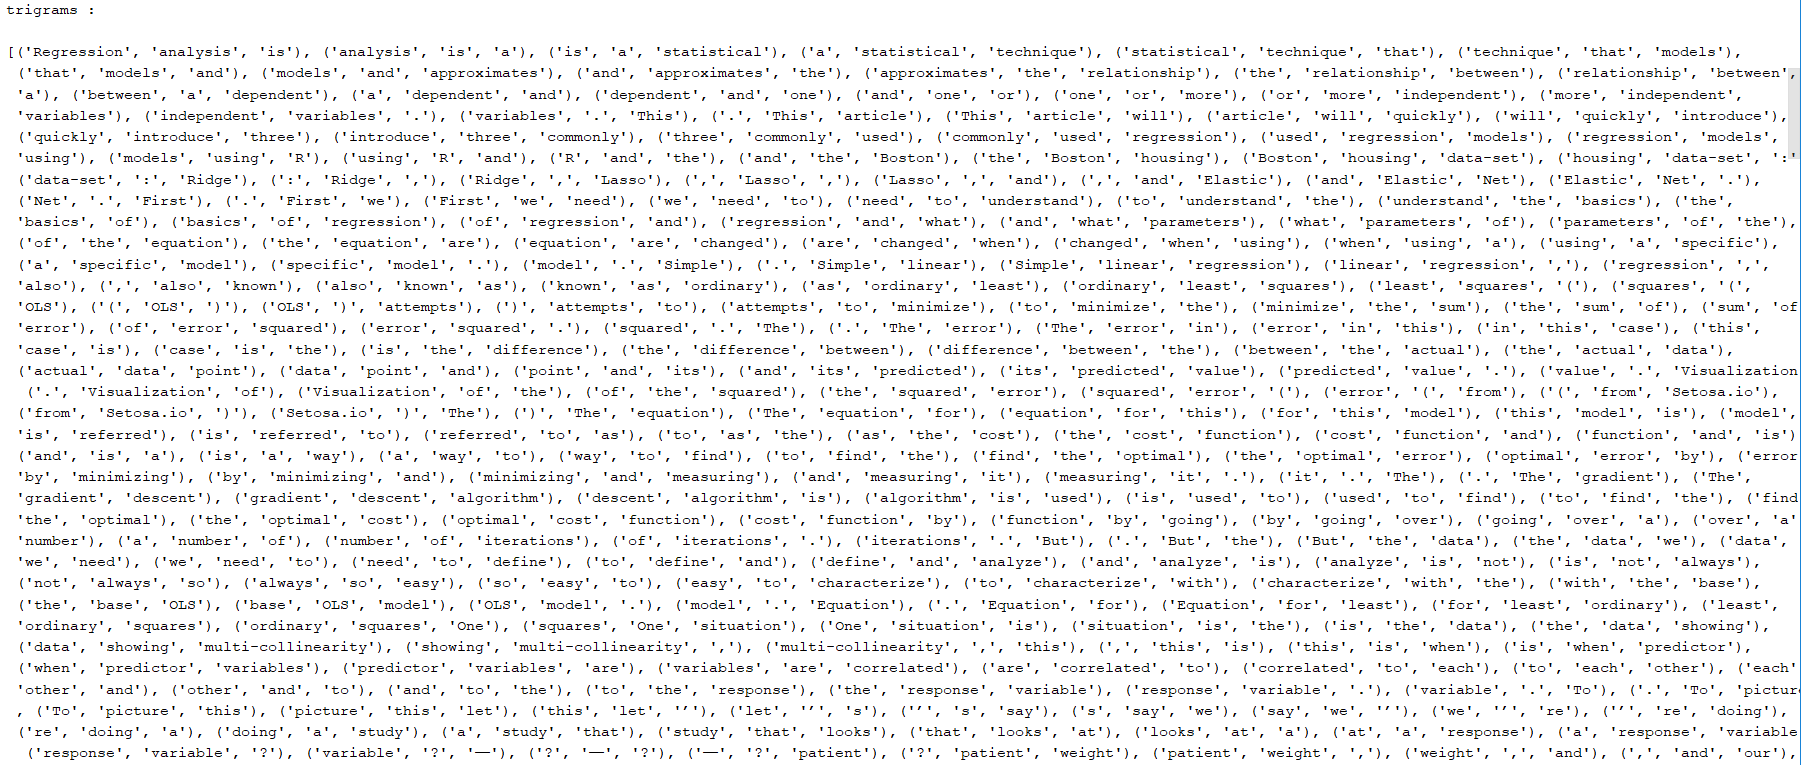 trigrams :
[('Regression', 'analysis', 'is'), ('analysis', 'is', 'a'), ('is', 'a', 'statistical'), ('a', 'statistical', 'technique'), ('statistical', 'technique', 'that'), ('technique', 'that', 'models'),
('that', 'models', 'and'), ('models', 'and', 'approximates'), ('and', 'approximates', 'the'), ('approximates', 'the', 'relationship'), ('the', 'relationship', 'between'), ('relationship', 'between',
'a'), ('between', 'a', 'dependent'), ('a', 'dependent', 'and'), ('dependent', 'and', 'one'), ('and', 'one', 'or'), ('one', 'or', 'more'), ('or', 'more', 'independent'), ('more', 'independent',
'variables'), ('independent', 'variables', '.'), ('variables', '.', 'This'), ('.', 'This', 'article'), ('This', 'article', 'will'), ('article', 'will', 'quickly'), ('will', 'quickly', 'introduce'),
('quickly', 'introduce', 'three'), ('introduce', 'three', 'commonly'), ('three', 'commonly', 'used'), ('commonly', 'used', 'regression'), ('used', 'regression', 'models'), ('regression', 'models',
'using'), ('models', 'using', 'R'), ('using', 'R', 'and'), ('R', 'and', 'the'), ('and', 'the', 'Boston'), ('the', 'Boston', 'housing'), ('Boston', 'housing', 'data-set'), ('housing', 'data-set', ':'
('data-set', ':', 'Ridge'), (':', 'Ridge', ','), ('Ridge', ',', 'Lasso'), (',', 'Lasso', ','), ('Lasso', ',', 'and'), (',', 'and', 'Elastic'), ('and', 'Elastic', 'Net'), ('Elastic', 'Net', '.'),
('Net', '.', 'First'), ('.', 'First', 'we'), ('First', 'we', 'need'), ('we', 'need', 'to'), ('need', 'to', 'understand'), ('to', 'understand', 'the'), ('understand', 'the', 'basics'), ('the',
'basics', 'of'), ('basics', 'of', 'regression'), ('of', 'regression', 'and'), ('regression', 'and', 'what'), ('and', 'what', 'parameters'), ('what', 'parameters', 'of'), ('parameters', 'of', 'the'),
('of', 'the', 'equation'), ('the', 'equation', 'are'), ('equation', 'are', 'changed'), ('are', 'changed', 'when'), ('changed', 'when', 'using'), ('when', 'using', 'a'), ('using', 'a', 'specific'),
('a', 'specific', 'model'), ('specific', 'model', '.'), ('model', '.', 'Simple'), ('.', 'Simple', 'linear'), ('Simple', 'linear', 'regression'), ('linear', 'regression', ','), ('regression', ',',
'also'), (',', 'also', 'known'), ('also', 'known', 'as'), ('known', 'as', 'ordinary'), ('as', 'ordinary', 'least'), ('ordinary', 'least', 'squares'), ('least', 'squares', '('), ('squares', '(',
'OLS'), ('(', 'OLS', ')'), ('OLS', ')', 'attempts'), (')', 'attempts', 'to'), ('attempts', 'to', 'minimize'), ('to', 'minimize', 'the'), ('minimize', 'the', 'sum'), ('the', 'sum', 'of'), ('sum', 'of
'error'), ('of', 'error', 'squared'), ('error', 'squared', '.'), ('squared', '.', 'The'), ('.', 'The', 'error'), ('The', 'error', 'in'), ('error', 'in', 'this'), ('in', 'this', 'case'), ('this',
'case', 'is'), ('case', 'is', 'the'), ('is', 'the', 'difference'), ('the', 'difference', 'between'), ('difference', 'between', 'the'), ('between', 'the', 'actual'), ('the', 'actual', 'data'),
('actual', 'data', 'point'), ('data', 'point', 'and'), ('point', 'and', 'its'), ('and', 'its', 'predicted'), ('its', 'predicted', 'value'), ('predicted', 'value', '.'), ('value', '.', 'Visualization
('.', 'Visualization', 'of'), ('Visualization', 'of', 'the'), ('of', 'the', 'squared'), ('the', 'squared', 'error'), ('squared', 'error', '('), ('error', '(', 'from'), ('(', 'from', 'Setosa.io'),
('from', 'Setosa.io', ')'), ('Setosa.io', ')', 'The'), (')', 'The', 'equation'), ('The', 'equation', 'for'), ('equation', 'for', 'this'), ('for', 'this', 'model'), ('this', 'model', 'is'), ('model',
'is', 'referred'), ('is', 'referred', 'to'), ('referred', 'to', 'as'), ('to', 'as', 'the'), ('as', 'the', 'cost'), ('the', 'cost', 'function'), ('cost', 'function', 'and'), ('function', 'and', 'is')
('and', 'is', 'a'), ('is', 'a', 'way'), ('a', 'way', 'to'), ('way', 'to', 'find'), ('to', 'find', 'the'), ('find', 'the', 'optimal'), ('the', 'optimal', 'error'), ('optimal', 'error', 'by'), ('error
'by', 'minimizing'), ('by', 'minimizing', 'and'), ('minimizing', 'and', 'measuring'), ('and', 'measuring', 'it'), ('measuring', 'it', '.'), ('it', '.', 'The'), ('.', 'The', 'gradient'), ('The',
'gradient', 'descent'), ('gradient', 'descent', 'algorithm'), ('descent', 'algorithm', 'is'), ('algorithm', 'is', 'used'), ('is', 'used', 'to'), ('used', 'to', 'find'), ('to', 'find', 'the'), ('find
'the', 'optimal'), ('the', 'optimal', 'cost'), ('optimal', 'cost', 'function'), ('cost', 'function', 'by'), ('function', 'by', 'going'), ('by', 'going', 'over'), ('going', 'over', 'a'), ('over', 'a'
'number'), ('a', 'number', 'of'), ('number', 'of', 'iterations'), ('of', 'iterations', '.'), ('iterations', '.', 'But'), ('.', 'But', 'the'), ('But', 'the', 'data'), ('the', 'data', 'we'), ('data',
'we', 'need'), ('we', 'need', 'to'), ('need', 'to', 'define'), ('to', 'define', 'and'), ('define', 'and', 'analyze'), ('and', 'analyze', 'is'), ('analyze', 'is', 'not'), ('is', 'not', 'always'),
('not', 'always', 'so'), ('always', 'so', 'easy'), ('so', 'easy', 'to'), ('easy', 'to', 'characterize'), ('to', 'characterize', 'with'), ('characterize', 'with', 'the'), ('with', 'the', 'base'),
('the', 'base', 'OLS'), ('base', 'OLS', 'model'), ('OLS', 'model', '.'), ('model', '.', 'Equation'), ('.', 'Equation', 'for'), ('Equation', 'for', 'least'), ('for', 'least', 'ordinary'), ('least',
'ordinary', 'squares'), ('ordinary', 'squares', 'One'), ('squares', 'One', 'situation'), ('One', 'situation', 'is'), ('situation', 'is', 'the'), ('is', 'the', 'data'), ('the', 'data', 'showing'),
('data', 'showing', 'multi-collinearity'), ('showing', 'multi-collinearity', ','), ('multi-collinearity', ',', 'this'), (',', 'this', 'is'), ('this', 'is', 'when'), ('is', 'when', 'predictor'),
('when', 'predictor', 'variables'), ('predictor', 'variables', 'are'), ('variables', 'are', 'correlated'), ('are', 'correlated', 'to'), ('correlated', 'to', 'each'), ('to', 'each', 'other'), ('each'
'other', 'and'), ('other', 'and', 'to'), ('and', 'to', 'the'), ('to', 'the', 'response'), ('the', 'response', 'variable'), ('response', 'variable', '.'), ('variable', '.', 'To'), ('.', 'To', 'picture
, ('To', 'picture', 'this'), ('picture', 'this', 'let'), ('this', 'let', '’'), ('let', '’', 's'), ('’', 's', 'say'), ('s', 'say', 'we'), ('say', 'we', '’'), ('we', '’', 're'), ('’', 're', 'doing'),
('re', 'doing', 'a'), ('doing', 'a', 'study'), ('a', 'study', 'that'), ('study', 'that', 'looks'), ('that', 'looks', 'at'), ('looks', 'at', 'a'), ('at', 'a', 'response'), ('a', 'response', 'variable
('response', 'variable', '?'), ('variable', '?', '—'), ('?', '—', '?'), ('—', '?', 'patient'), ('?', 'patient', 'weight'), ('patient', 'weight', ','), ('weight', ',', 'and'), (',', 'and', 'our'),